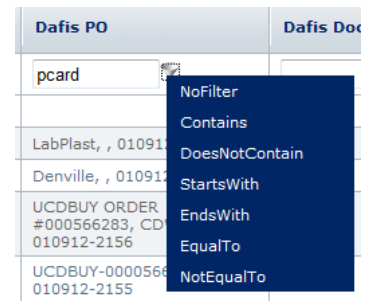 Dafis PO
Dafis Doc
pcard
NoFilter
Contains
DoesNotContain
StartsWith
EndsWith
EqualTo
NotEqualTo
LabPlast, , 01091
Denville, , 01091
UCDBUY ORDER
#000566283, CD
010912-2156
UCDBUY-0000566
010912-2155